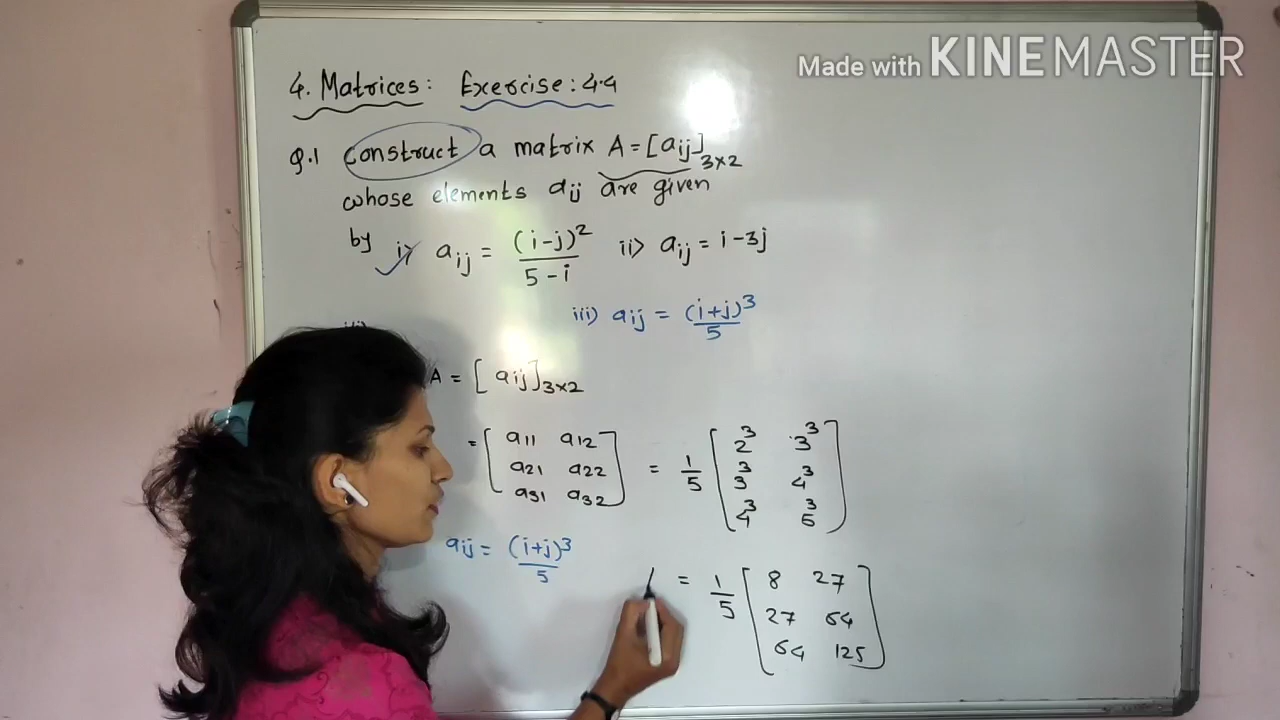 Made with KINEMASTER
4. Matrices: Exercise: 4.4
Q.1 Construct a matrix A = [aij]3×2
whose elements aij are given
by i) aij = (i-j)² / 5-i ii) aij = i-3j
iii) aij = (i+j)³ / 5
A = [aij]3×2
= [a11 a12
a21 a22
a31 a32]
= 1/5 [2³ 3³
3³ 4³
4³ 5³]
aij = (i+j)³ / 5
= 1/5 [8 27
27 64
64 125]